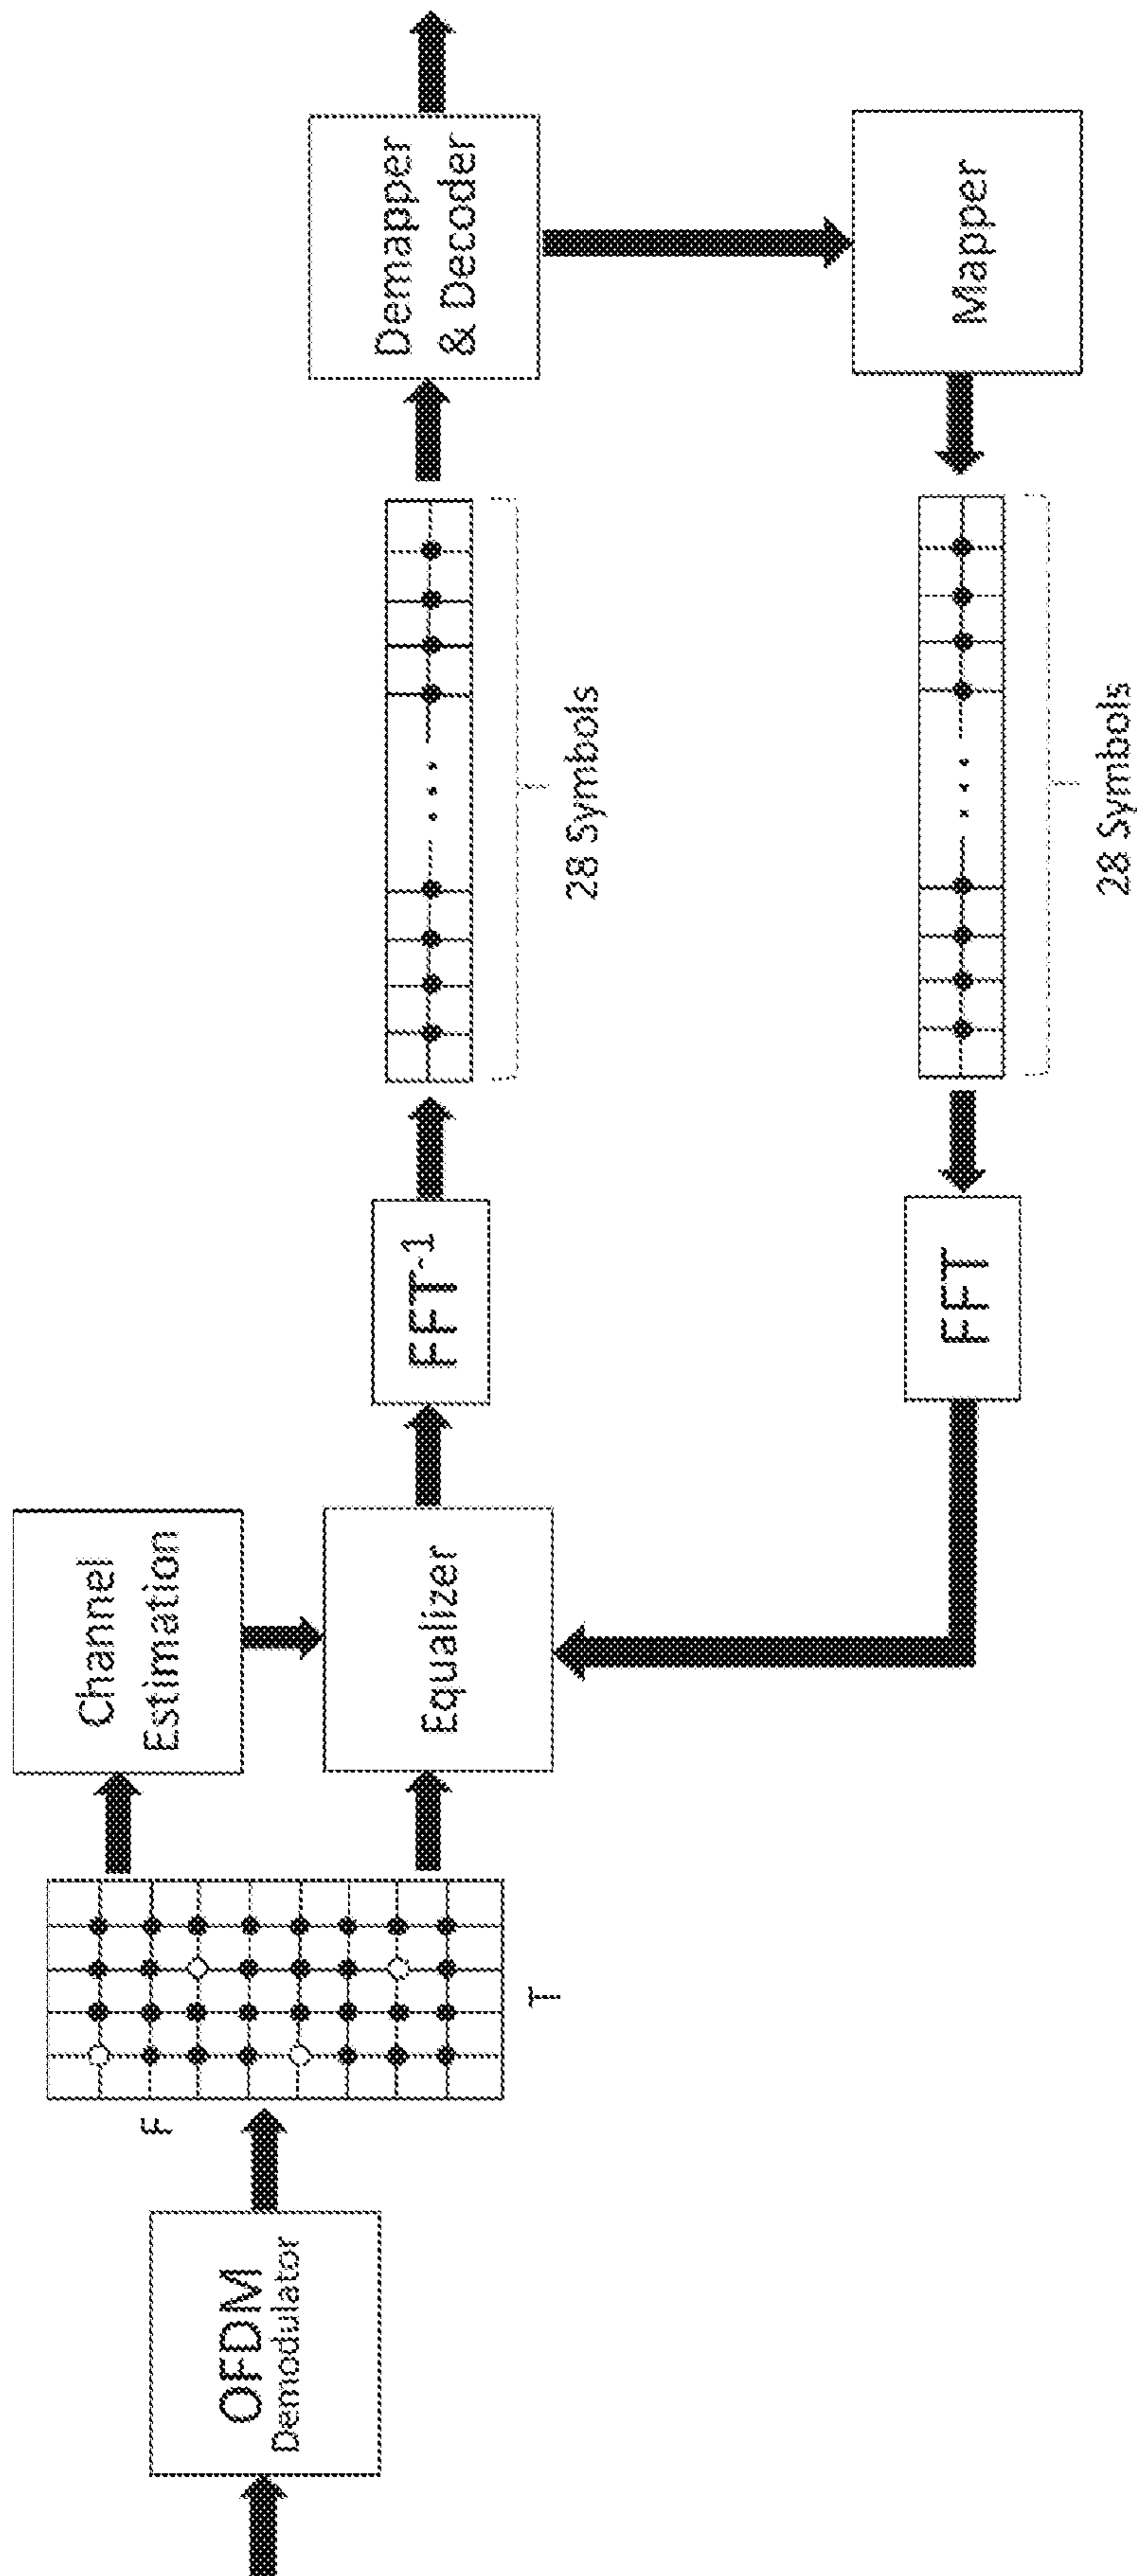 OFDM
Demodulator
F
T
Channel
Estimation
Equalizer
FFT-1
28 Symbols
Demapper
& Decoder
Mapper
28 Symbols
FFT